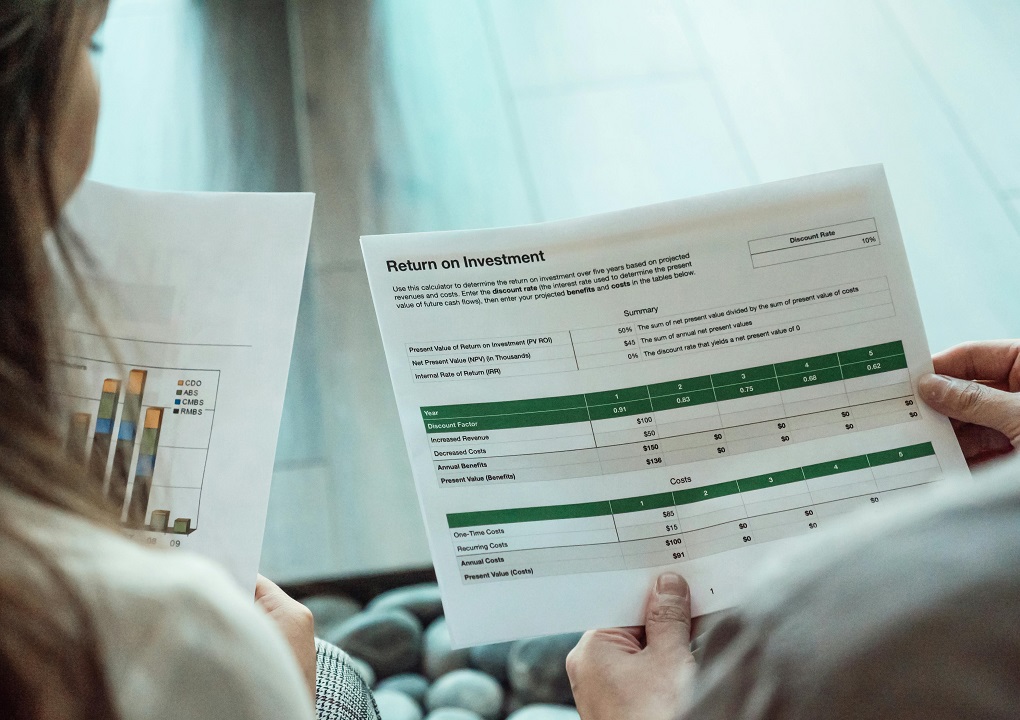 Return on Investment
Discount Rate
10%
Use this calculator to determine the return on investment over five years based on projected
revenues and costs. Enter the discount rate (the interest rate used to determine the present
value of future cash flows), then enter your projected benefits and costs in the tables below.
Summary
Present Value of Return on Investment (PV ROI) 50% The sum of net present value divided by the sum of present value of costs
Net Present Value (NPV) (in Thousands) $45 The sum of annual net present values
Internal Rate of Return (IRR) 0% The discount rate that yields a net present value of 0
Year 1 2 3 4 5
Discount Factor 0.91 0.83 0.75 0.68 0.62
Increased Revenue $100
Decreased Costs $50
Annual Benefits $150 $0 $0 $0 $0
Present Value (Benefits) $136 $0 $0 $0 $0
Costs
1 2 3 4 5
One-Time Costs $85
Recurring Costs $15
Annual Costs $100 $0 $0 $0
Present Value (Costs) $91 $0 $0
1
CDO
ABS
CMBS
RMBS
08 09